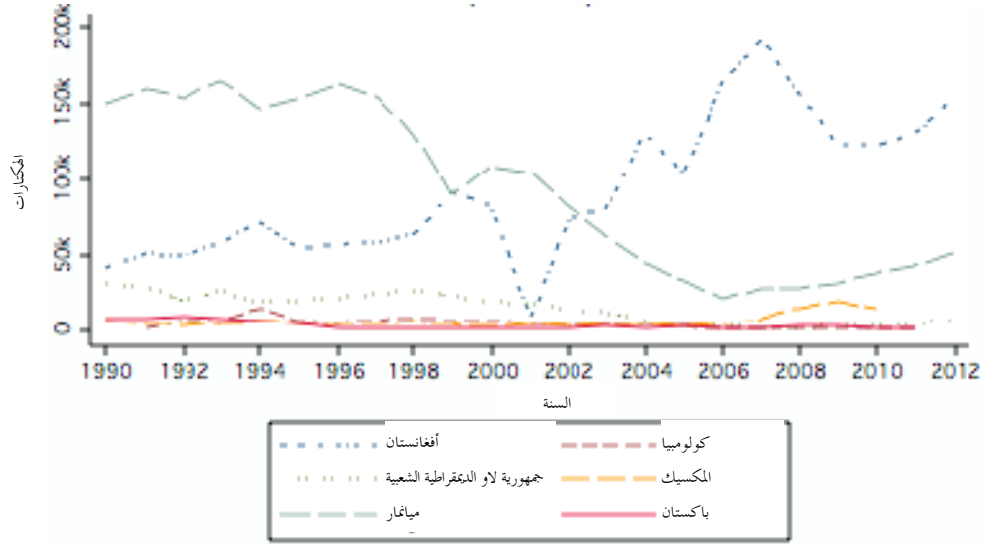 200k
150k
100k
50k
0
الهكتارات
1990 1992 1994 1996 1998 2000 2002 2004 2006 2008 2010 2012
السنة
أفغانستان كولومبيا
جمهورية لاو الديمقراطية الشعبية المكسيك
ميانمار باكستان